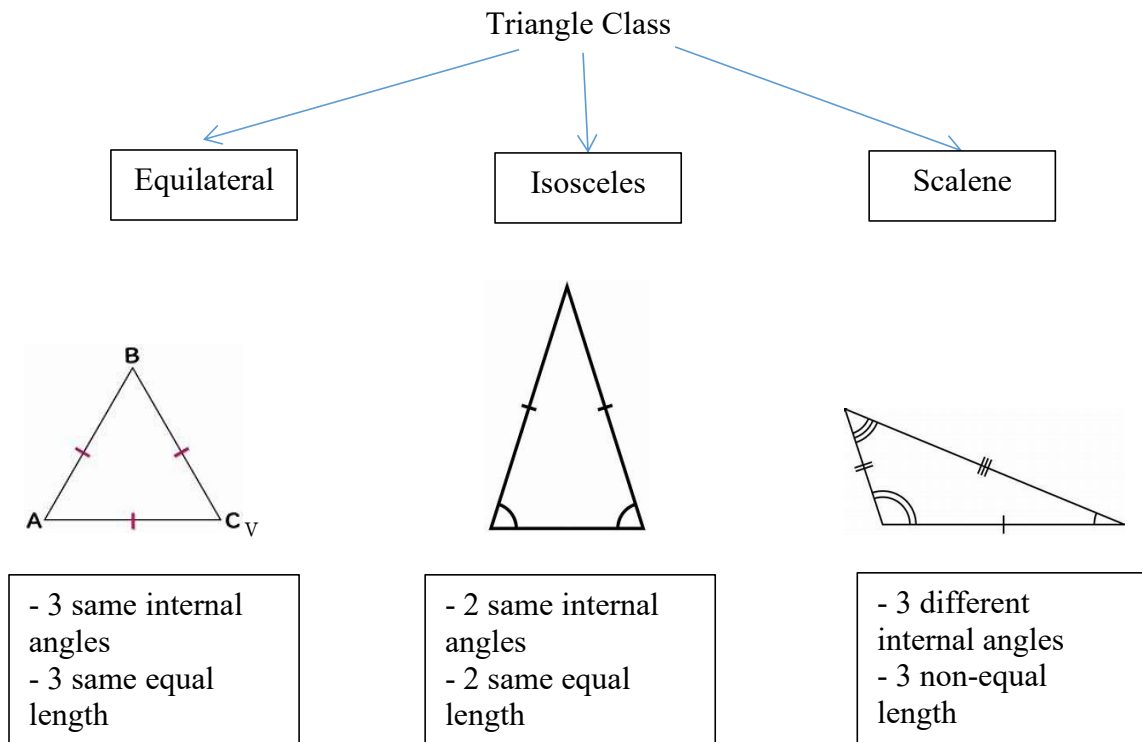 Triangle Class
Equilateral
Isosceles
Scalene
B
A
C
V
- 3 same internal
angles
- 3 same equal
length
- 2 same internal
angles
- 2 same equal
length
- 3 different
internal angles
- 3 non-equal
length